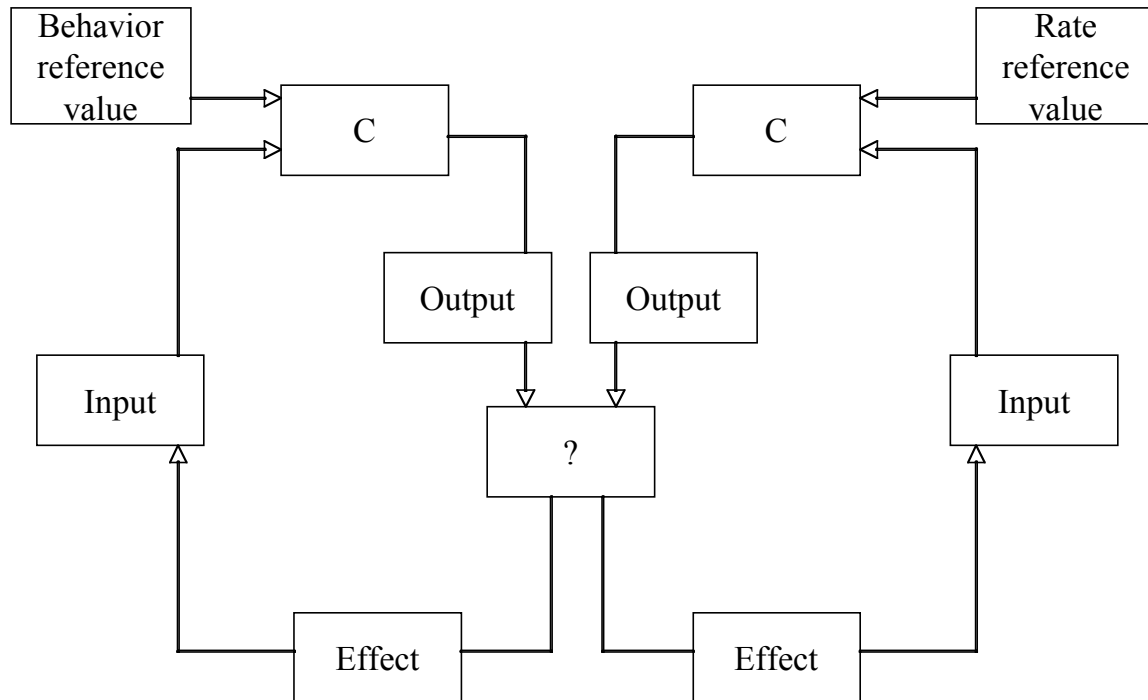 Behavior
reference
value
Rate
reference
value
C
C
Output
Output
Input
Input
?
Effect
Effect